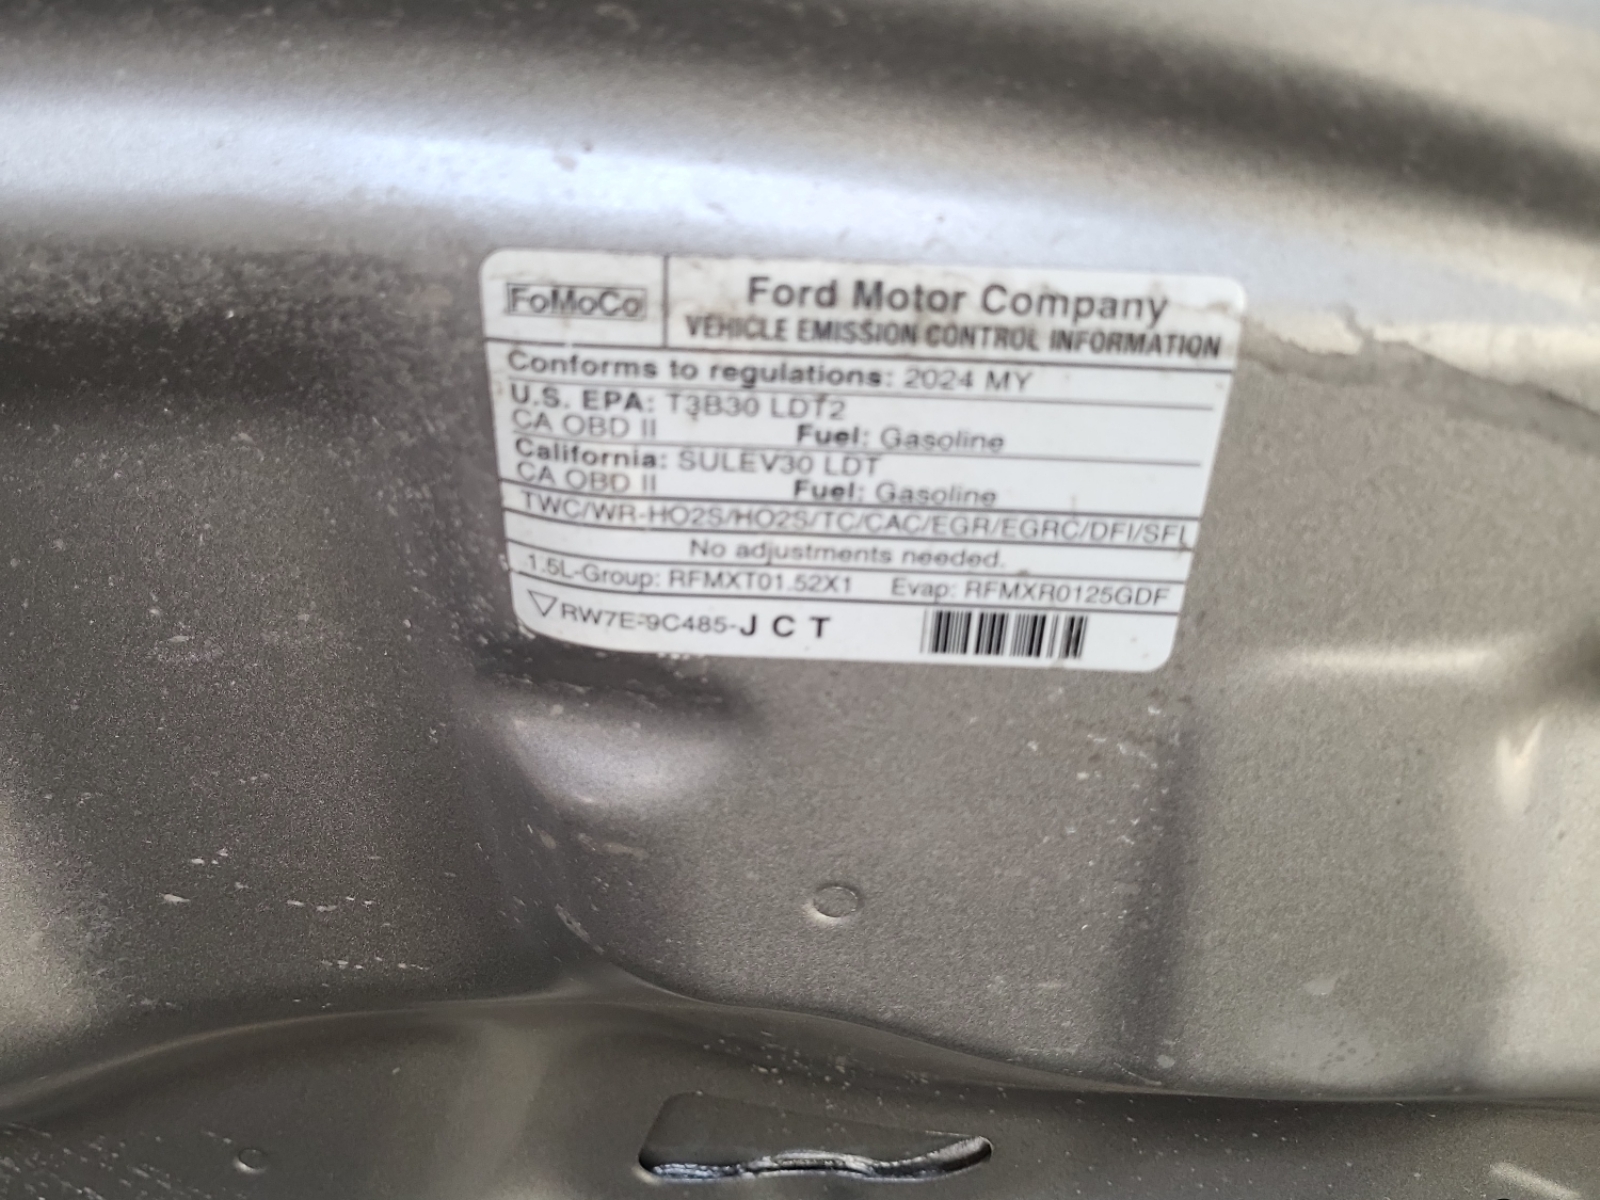 FoMoCo
Ford Motor Company
VEHICLE EMISSION CONTROL INFORMATION
Conforms to regulations: 2024 MY
U.S. EPA: T3B30 LDT2
CA OBD II Fuel: Gasoline
California: SULEV30 LDT
CA OBD II Fuel: Gasoline
TWC/WR-HO2S/HO2S/TC/CAC/EGR/EGRC/DFI/SFI
No adjustments needed.
1.5L-Group: RFMXT01.52X1 Evap: RFMXR0125GDF
RW7E-9C485-J C T